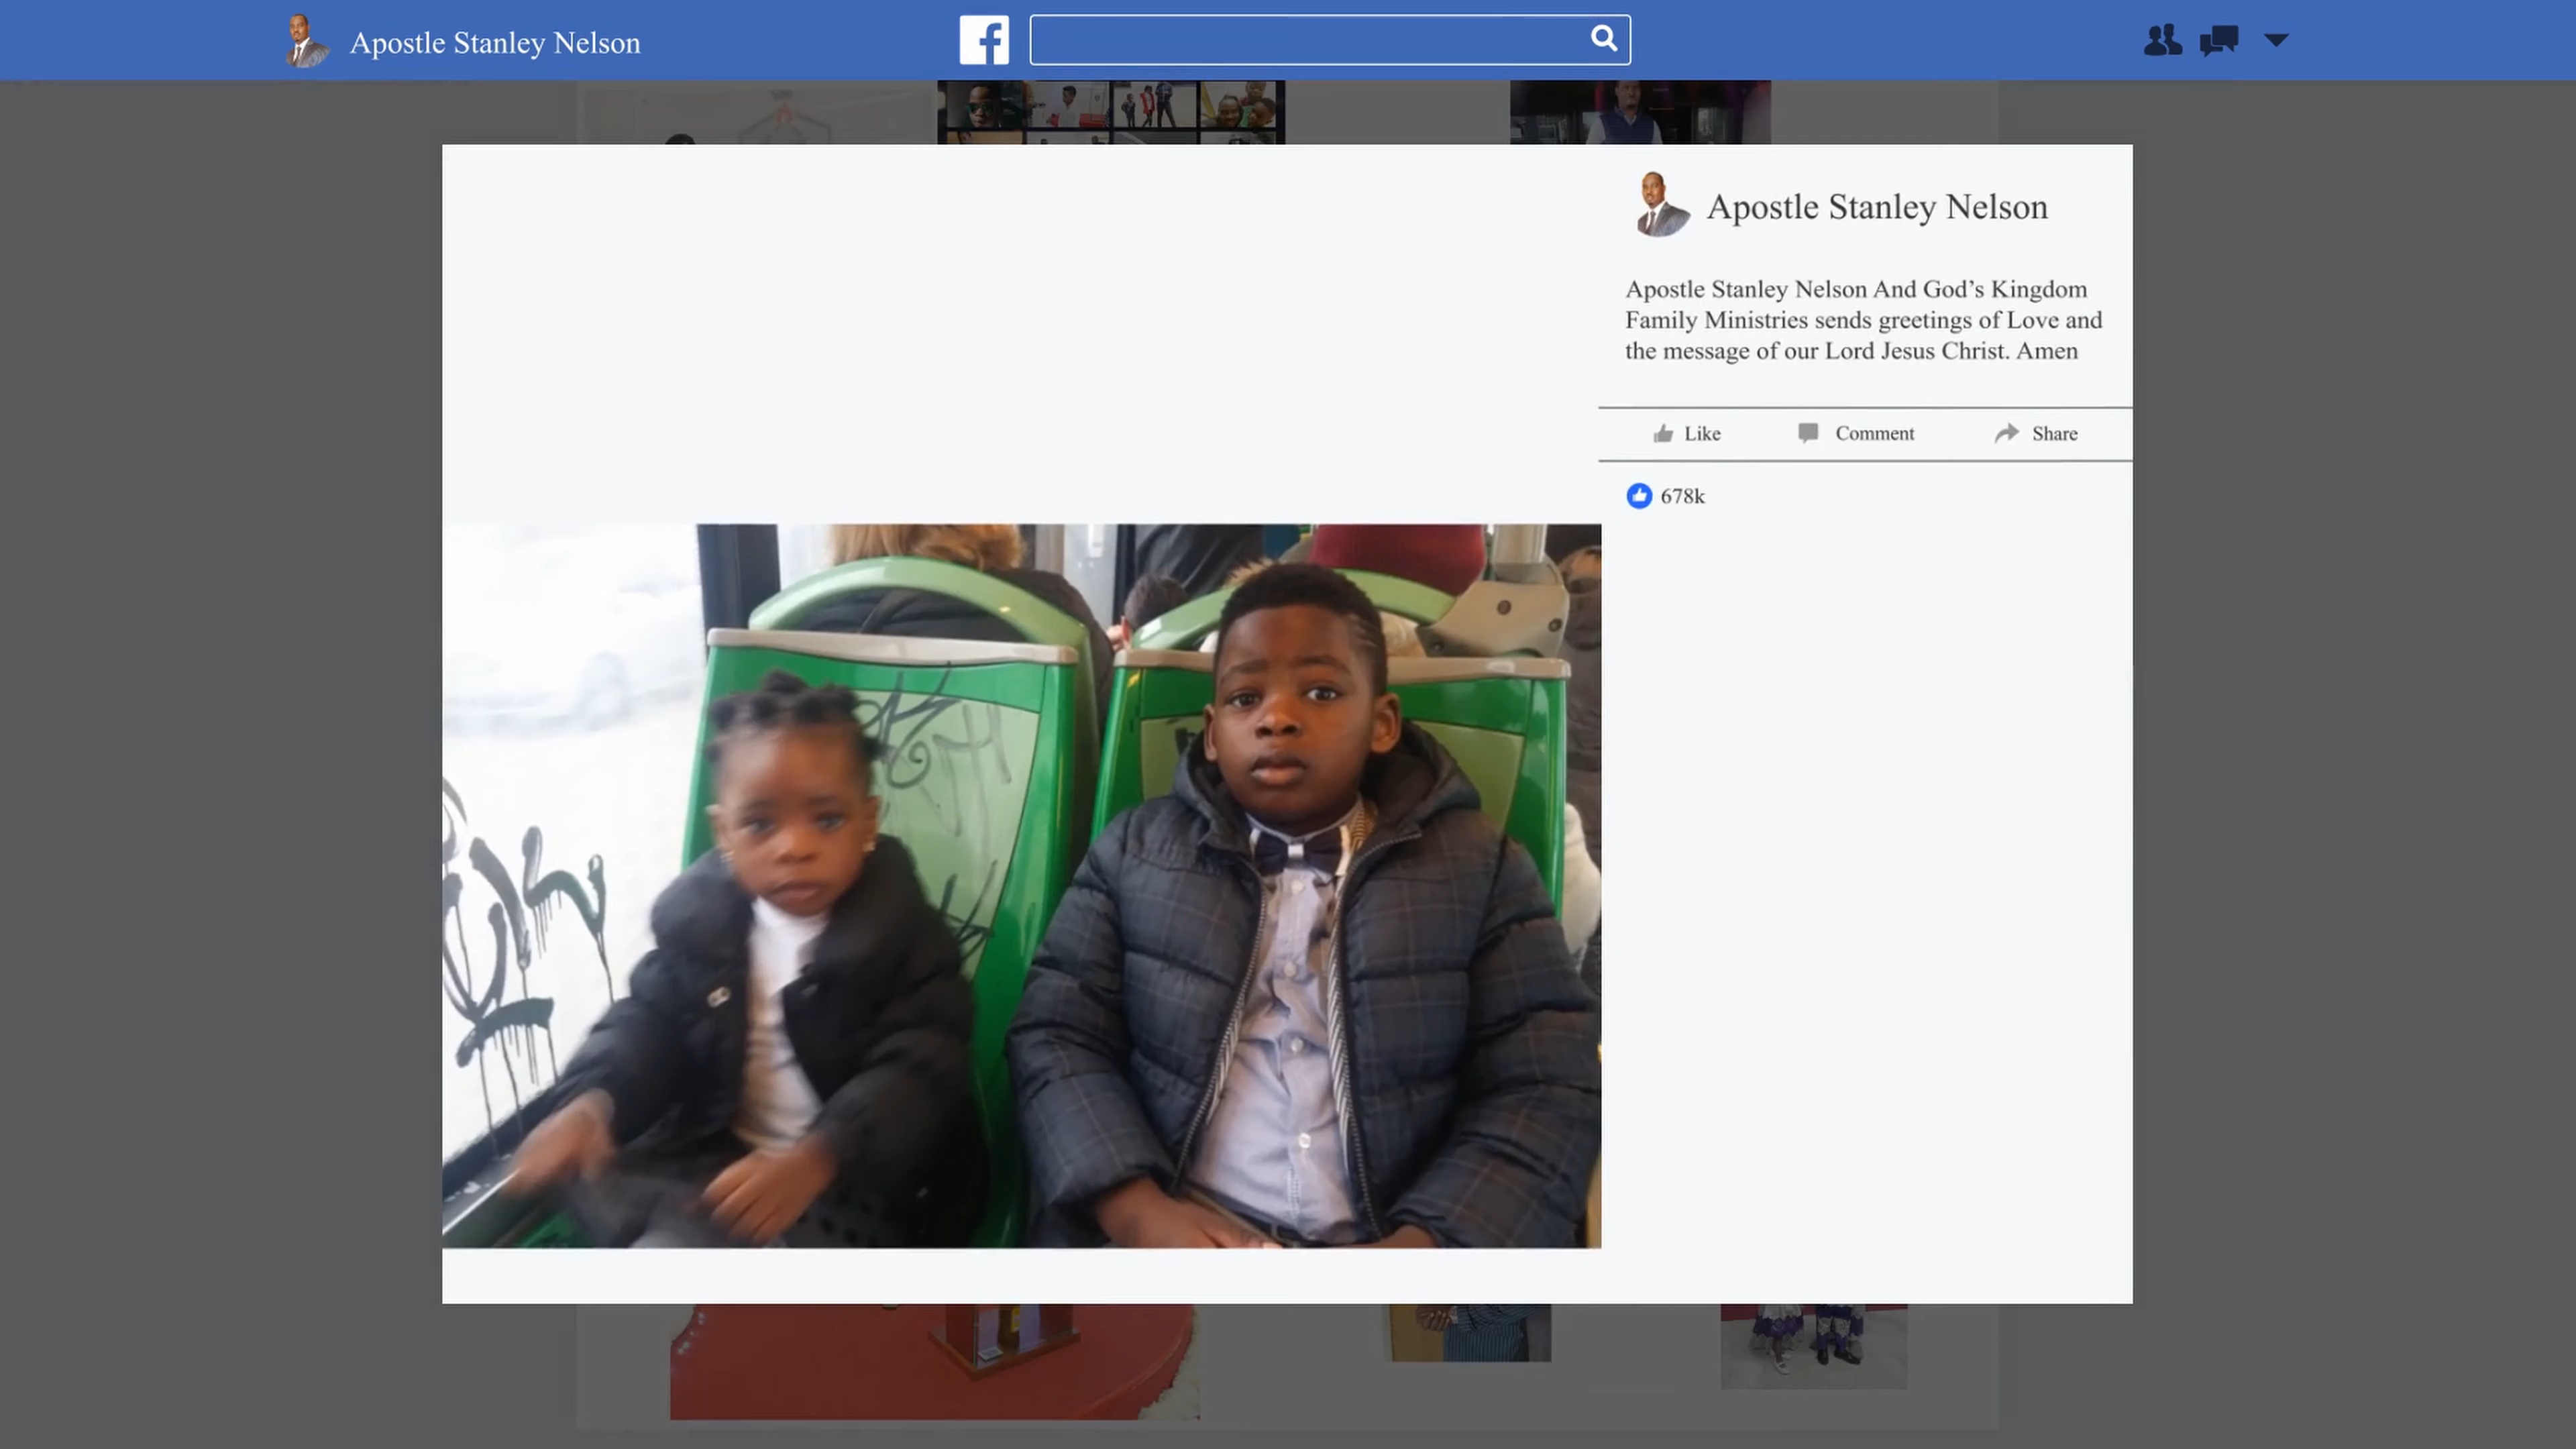 Apostle Stanley Nelson
Apostle Stanley Nelson
Apostle Stanley Nelson And God’s Kingdom
Family Ministries sends greetings of Love and
the message of our Lord Jesus Christ. Amen
Like Comment Share
678k